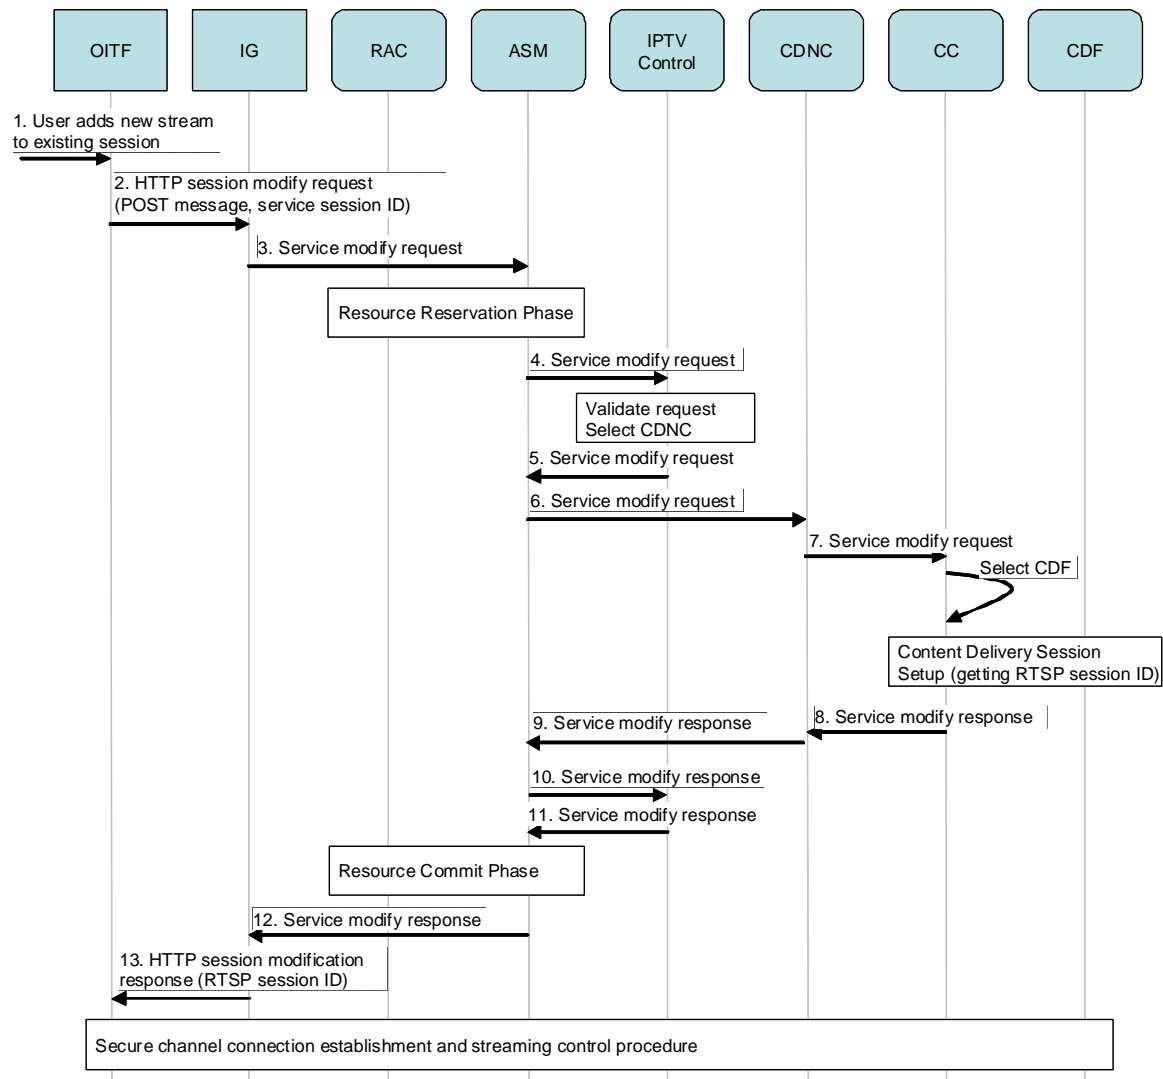 OITF
IG
RAC
ASM
IPTV
Control
CDNC
CC
CDF
1. User adds new stream
to existing session
2. HTTP session modify request
(POST message, service session ID)
3. Service modify request
Resource Reservation Phase
4. Service modify request
Validate request
Select CDNC
5. Service modify request
6. Service modify request
7. Service modify request
Select CDF
Content Delivery Session
Setup (getting RTSP session ID)
8. Service modify response
9. Service modify response
10. Service modify response
11. Service modify response
Resource Commit Phase
12. Service modify response
13. HTTP session modification
response (RTSP session ID)
Secure channel connection establishment and streaming control procedure